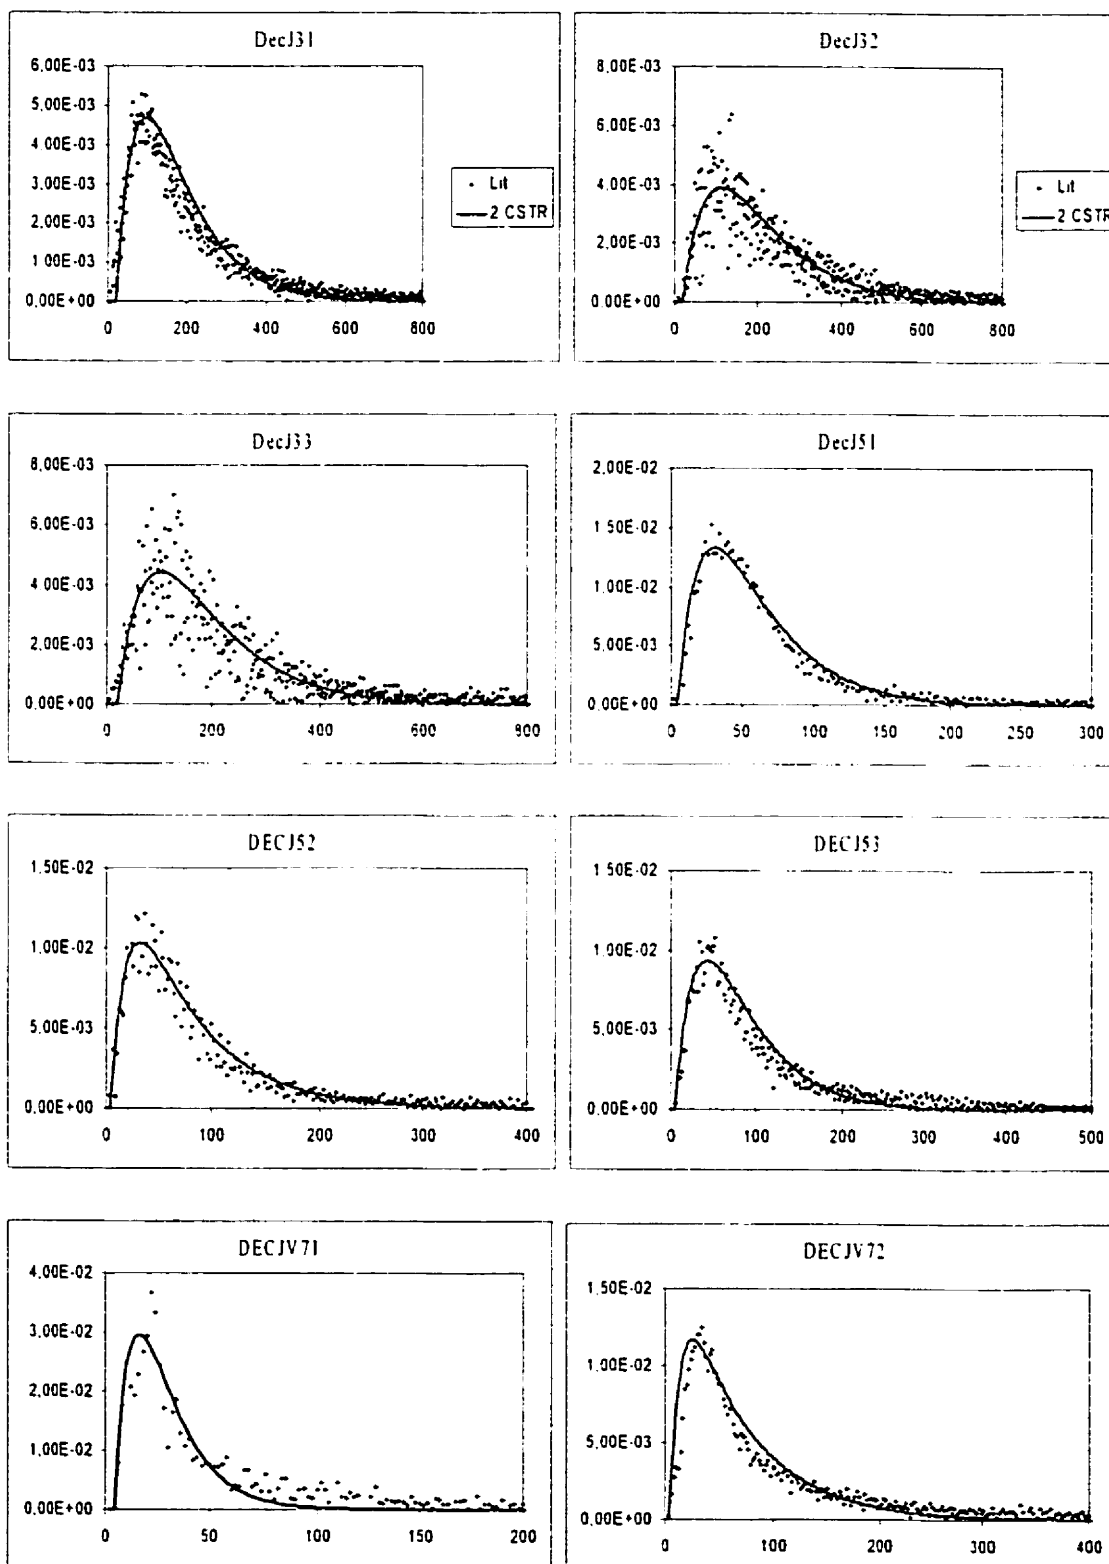 DecJ31
6.00E-03
5.00E-03
4.00E-03
3.00E-03
2.00E-03
1.00E-03
0.00E+00
0 200 400 600 800
Lit
2 CSTR
DecJ32
8.00E-03
6.00E-03
4.00E-03
2.00E-03
0.00E+00
0 200 400 600 800
Lit
2 CSTR
DecJ33
8.00E-03
6.00E-03
4.00E-03
2.00E-03
0.00E+00
0 200 400 600 800
DecJ51
2.00E-02
1.50E-02
1.00E-02
5.00E-03
0.00E+00
0 50 100 150 200 250 300
DECJ52
1.50E-02
1.00E-02
5.00E-03
0.00E+00
0 100 200 300 400
DECJ53
1.50E-02
1.00E-02
5.00E-03
0.00E+00
0 100 200 300 400 500
DECJV71
4.00E-02
3.00E-02
2.00E-02
1.00E-02
0.00E+00
0 50 100 150 200
DECJV72
1.50E-02
1.00E-02
5.00E-03
0.00E+00
0 100 200 300 400